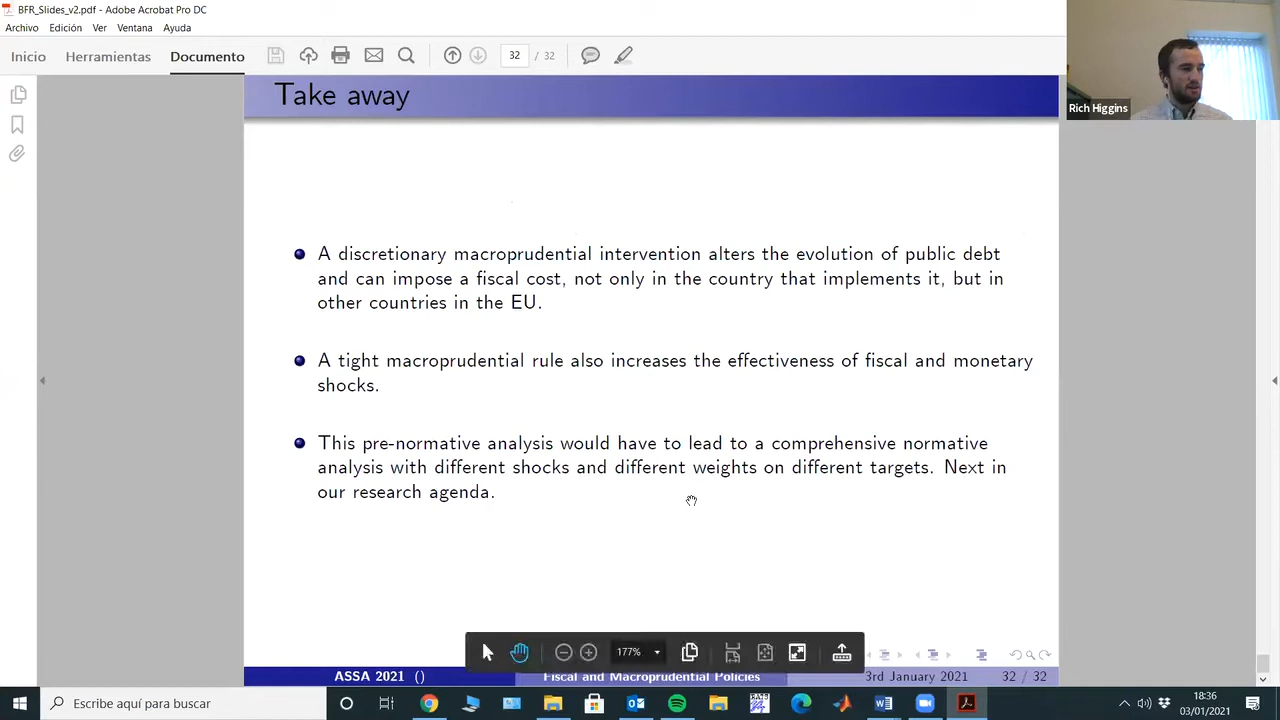 BFR_Slides_v2.pdf - Adobe Acrobat Pro DC
Archivo Edición Ver Ventana Ayuda
Inicio Herramientas Documento 32 / 32
Rich Higgins
Take away
A discretionary macroprudential intervention alters the evolution of public debt
and can impose a fiscal cost, not only in the country that implements it, but in
other countries in the EU.
A tight macroprudential rule also increases the effectiveness of fiscal and monetary
shocks.
This pre-normative analysis would have to lead to a comprehensive normative
analysis with different shocks and different weights on different targets. Next in
our research agenda.
177%
ASSA 2021 () Fiscal and Macroprudential Policies 3rd January 2021 32 / 32
Escribe aquí para buscar
18:36
03/01/2021